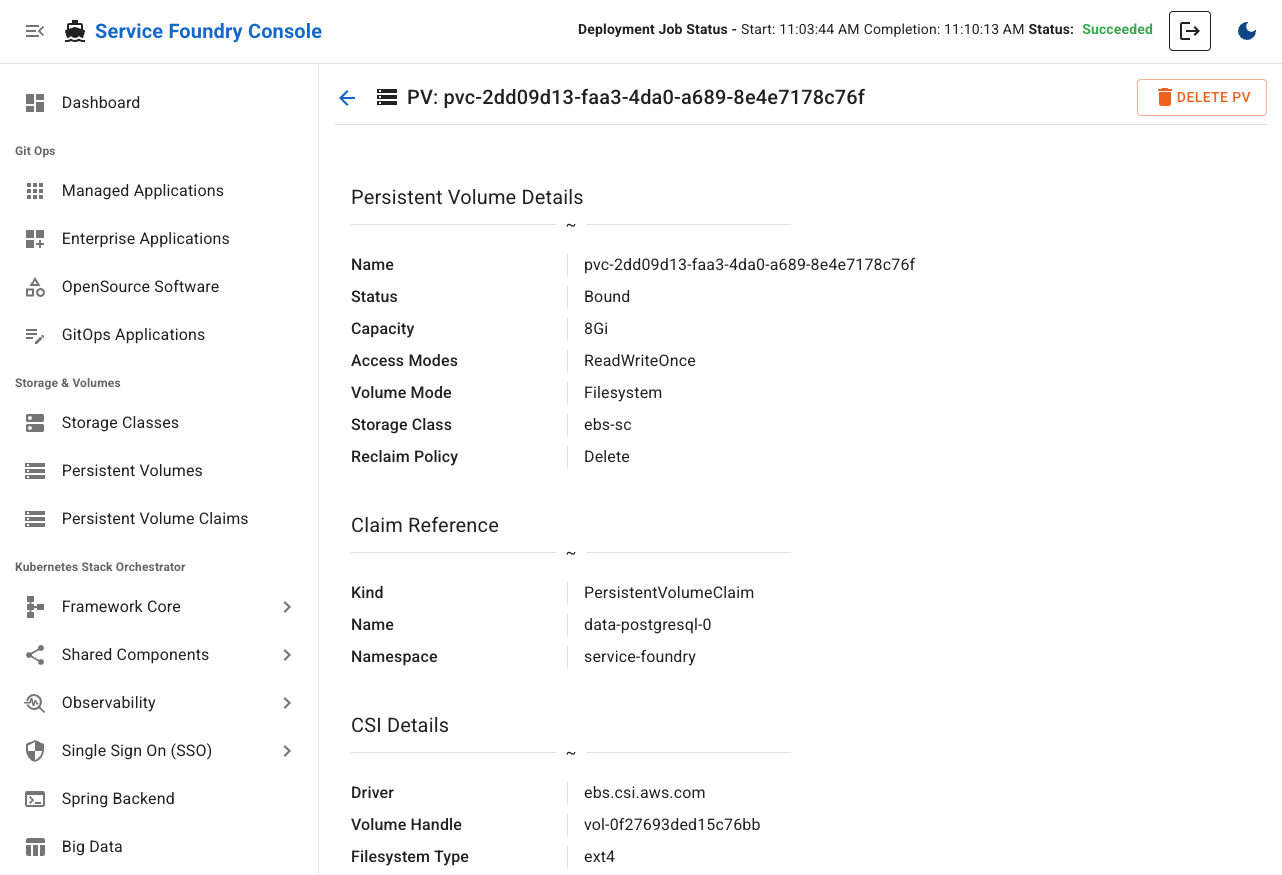 Service Foundry Console
Deployment Job Status - Start: 11:03:44 AM Completion: 11:10:13 AM Status: Succeeded
Dashboard
Git Ops
Managed Applications
Enterprise Applications
OpenSource Software
GitOps Applications
Storage & Volumes
Storage Classes
Persistent Volumes
Persistent Volume Claims
Kubernetes Stack Orchestrator
Framework Core
Shared Components
Observability
Single Sign On (SSO)
Spring Backend
Big Data
PV: pvc-2dd09d13-faa3-4da0-a689-8e4e7178c76f
DELETE PV
Persistent Volume Details
~
Name pvc-2dd09d13-faa3-4da0-a689-8e4e7178c76f
Status Bound
Capacity 8Gi
Access Modes ReadWriteOnce
Volume Mode Filesystem
Storage Class ebs-sc
Reclaim Policy Delete
Claim Reference
~
Kind PersistentVolumeClaim
Name data-postgresql-0
Namespace service-foundry
CSI Details
~
Driver ebs.csi.aws.com
Volume Handle vol-0f27693ded15c76bb
Filesystem Type ext4